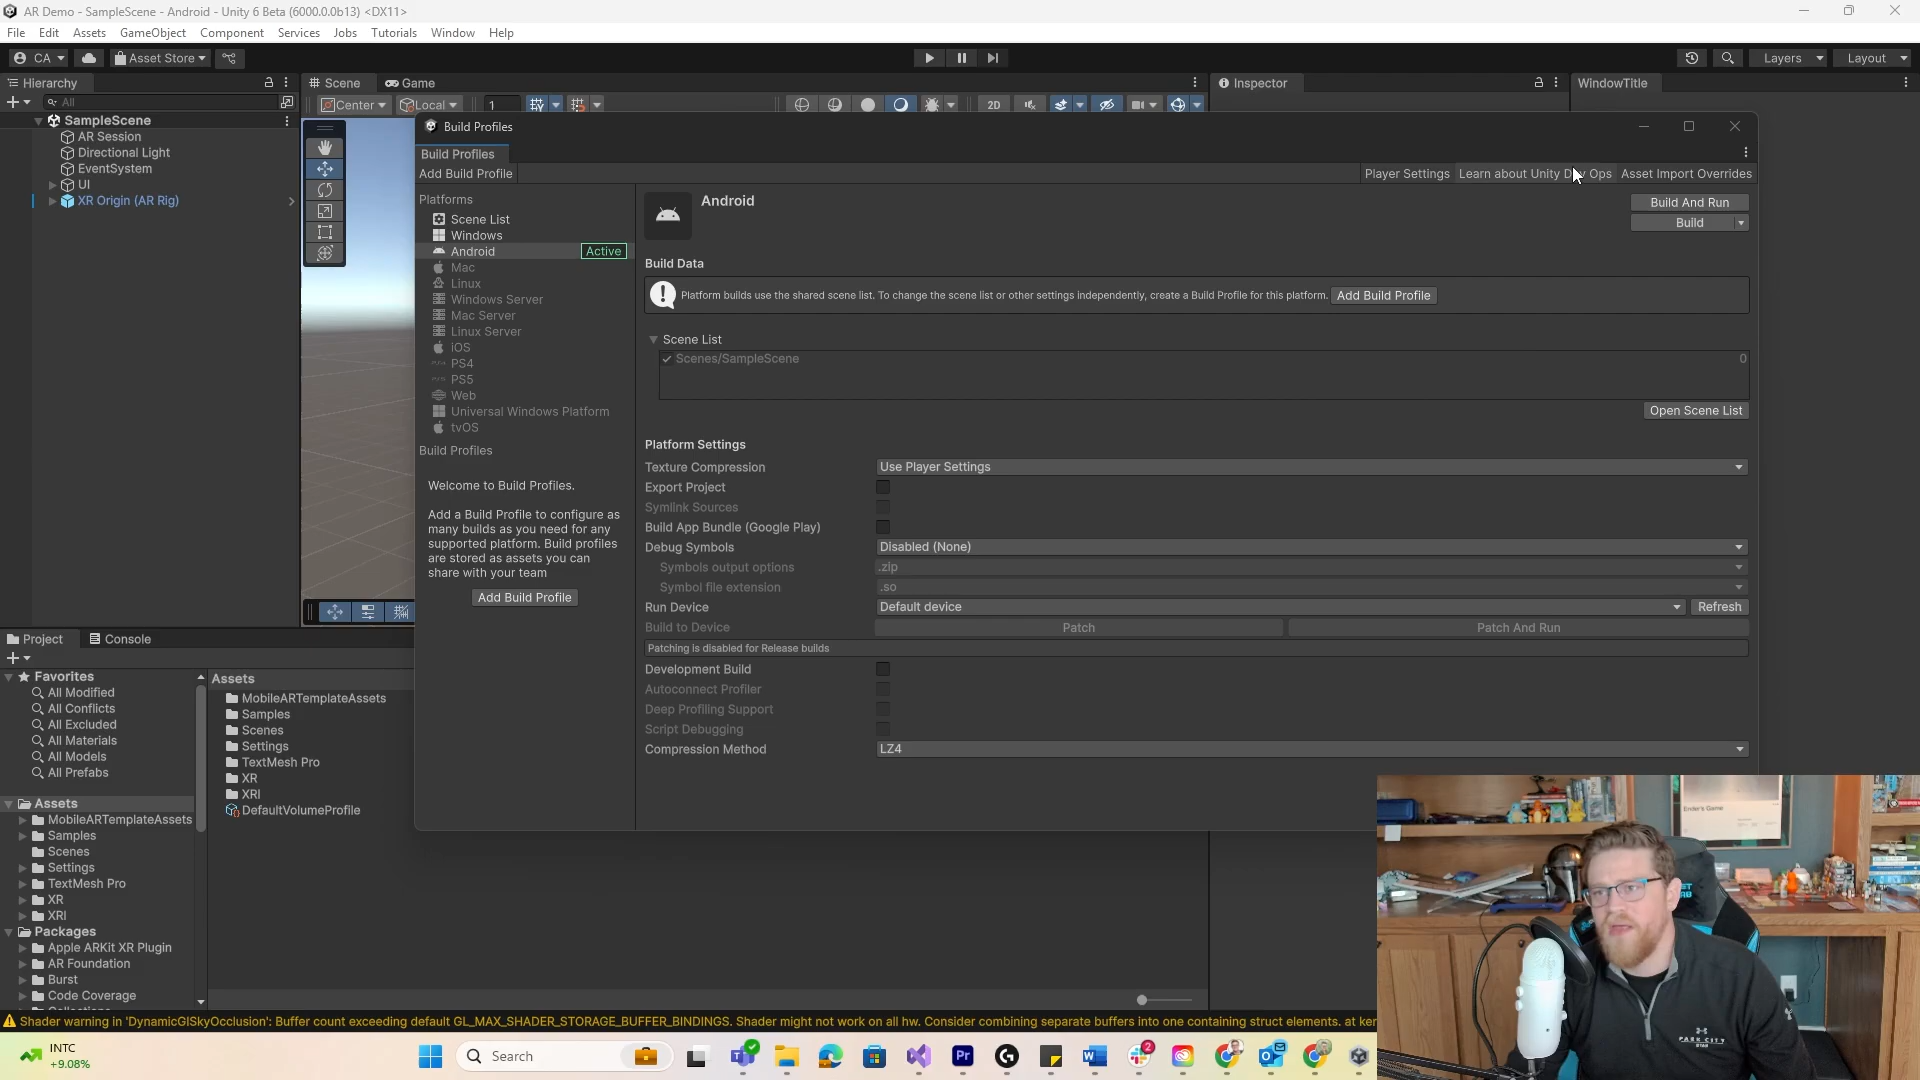 AR Demo - SampleScene - Android - Unity 6 Beta (6000.0.0b13) <DX11>
File Edit Assets GameObject Component Services Jobs Tutorials Window Help
CA Asset Store Layers Layout
Hierarchy Scene Game Inspector WindowTitle
All Center Local 1 2D
SampleScene
AR Session
Directional Light
EventSystem
UI
XR Origin (AR Rig)
Build Profiles
Build Profiles
Add Build Profile Player Settings Learn about Unity Dev Ops Asset Import Overrides
Platforms
Scene List
Windows
Android Active
Mac
Linux
Windows Server
Mac Server
Linux Server
iOS
PS4
PS5
Web
Universal Windows Platform
tvOS
Build Profiles
Welcome to Build Profiles.
Add a Build Profile to configure as
many builds as you need for any
supported platform. Build profiles
are stored as assets you can
share with your team
Add Build Profile
Android
Build And Run
Build
Build Data
Platform builds use the shared scene list. To change the scene list or other settings independently, create a Build Profile for this platform. Add Build Profile
Scene List
Scenes/SampleScene 0
Open Scene List
Platform Settings
Texture Compression Use Player Settings
Export Project
Symlink Sources
Build App Bundle (Google Play)
Debug Symbols Disabled (None)
Symbols output options .zip
Symbol file extension .so
Run Device Default device Refresh
Build to Device Patch Patch And Run
Patching is disabled for Release builds
Development Build
Autoconnect Profiler
Deep Profiling Support
Script Debugging
Compression Method LZ4
Project Console
Favorites
All Modified
All Conflicts
All Excluded
All Materials
All Models
All Prefabs
Assets
MobileARTemplateAssets
Samples
Scenes
Settings
TextMesh Pro
XR
XRI
Packages
Apple ARKit XR Plugin
AR Foundation
Burst
Code Coverage
Assets
MobileARTemplateAssets
Samples
Scenes
Settings
TextMesh Pro
XR
XRI
DefaultVolumeProfile
Ender's Game
PARK CITY
Shader warning in 'DynamicGISkyOcclusion': Buffer count exceeding default GL_MAX_SHADER_STORAGE_BUFFER_BINDINGS. Shader might not work on all hw. Consider combining separate buffers into one containing struct elements. at ker
INTC
+9.08%
Search
Pr
2